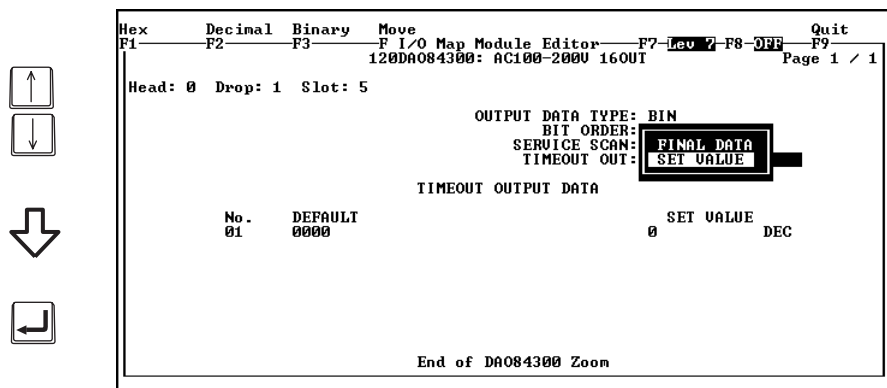 Hex Decimal Binary Move Quit
F1 F2 F3 F I/O Map Module Editor F7-Lev 7-F8-OFF F9
120DAO84300: AC100-200V 16OUT Page 1 / 1
Head: 0 Drop: 1 Slot: 5
OUTPUT DATA TYPE: BIN
BIT ORDER:
SERVICE SCAN: FINAL DATA
TIMEOUT OUT: SET VALUE
TIMEOUT OUTPUT DATA
No. DEFAULT SET VALUE
01 0000 0 DEC
End of DAO84300 Zoom